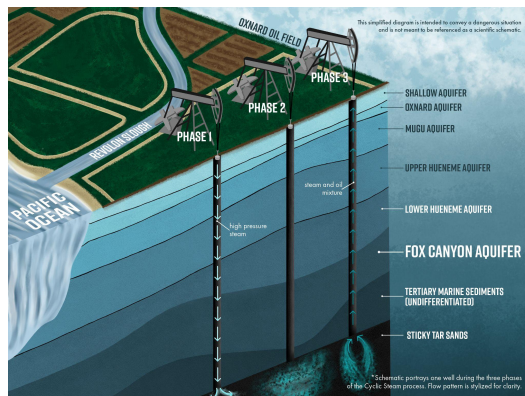 This simplified diagram is intended to convey a dangerous situation
and is not meant to be referenced as a scientific schematic.
OXNARD OIL FIELD
PHASE 3
PHASE 2
PHASE 1
REVOLON SLOUGH
PACIFIC
OCEAN
SHALLOW AQUIFER
OXNARD AQUIFER
MUGU AQUIFER
UPPER HUENEME AQUIFER
steam and oil
mixture
LOWER HUENEME AQUIFER
high pressure
steam
FOX CANYON AQUIFER
TERTIARY MARINE SEDIMENTS
(UNDIFFERENTIATED)
STICKY TAR SANDS
*Schematic portrays one well during the three phases
of the Cyclic Steam process. Flow pattern is stylized for clarity.